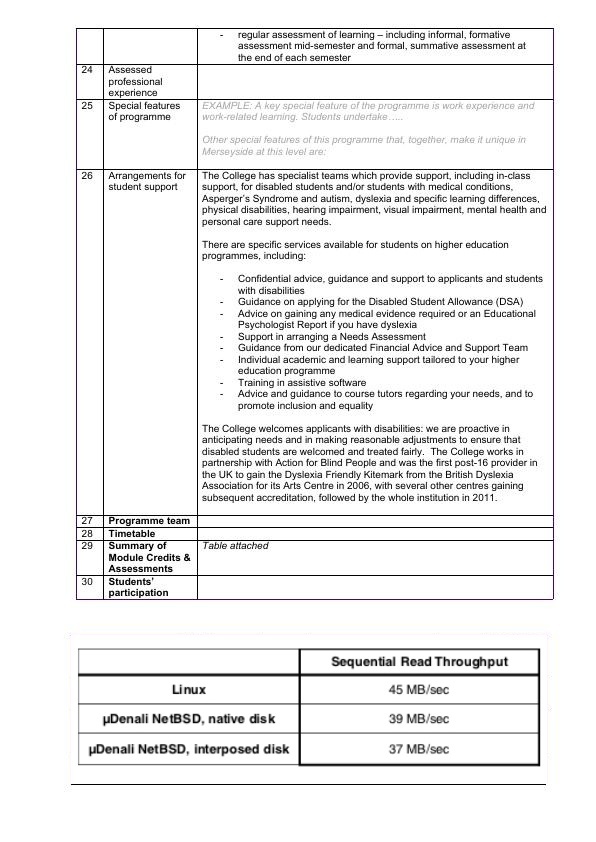 - regular assessment of learning – including informal, formative
assessment mid-semester and formal, summative assessment at
the end of each semester
24 Assessed
professional
experience
25 Special features
of programme
EXAMPLE: A key special feature of the programme is work experience and
work-related learning. Students undertake…..
Other special features of this programme that, together, make it unique in
Merseyside at this level are:
26 Arrangements for
student support
The College has specialist teams which provide support, including in-class
support, for disabled students and/or students with medical conditions,
Asperger's Syndrome and autism, dyslexia and specific learning differences,
physical disabilities, hearing impairment, visual impairment, mental health and
personal care support needs.
There are specific services available for students on higher education
programmes, including:
- Confidential advice, guidance and support to applicants and students
with disabilities
- Guidance on applying for the Disabled Student Allowance (DSA)
- Advice on gaining any medical evidence required or an Educational
Psychologist Report if you have dyslexia
- Support in arranging a Needs Assessment
- Guidance from our dedicated Financial Advice and Support Team
- Individual academic and learning support tailored to your higher
education programme
- Training in assistive software
- Advice and guidance to course tutors regarding your needs, and to
promote inclusion and equality
The College welcomes applicants with disabilities: we are proactive in
anticipating needs and in making reasonable adjustments to ensure that
disabled students are welcomed and treated fairly. The College works in
partnership with Action for Blind People and was the first post-16 provider in
the UK to gain the Dyslexia Friendly Kitemark from the British Dyslexia
Association for its Arts Centre in 2006, with several other centres gaining
subsequent accreditation, followed by the whole institution in 2011.
27 Programme team
28 Timetable
29 Summary of
Module Credits &
Assessments
Table attached
30 Students'
participation
Sequential Read Throughput
Linux 45 MB/sec
µDenali NetBSD, native disk 39 MB/sec
µDenali NetBSD, interposed disk 37 MB/sec